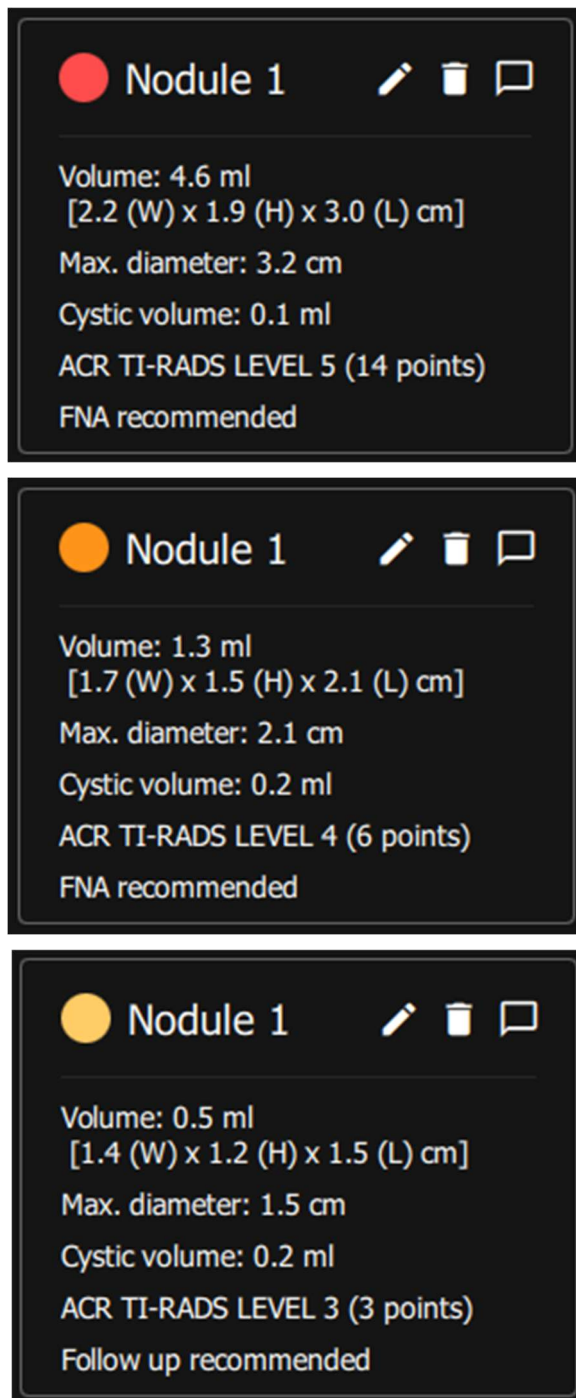 Nodule 1
Volume: 4.6 ml
[2.2 (W) x 1.9 (H) x 3.0 (L) cm]
Max. diameter: 3.2 cm
Cystic volume: 0.1 ml
ACR TI-RADS LEVEL 5 (14 points)
FNA recommended
Nodule 1
Volume: 1.3 ml
[1.7 (W) x 1.5 (H) x 2.1 (L) cm]
Max. diameter: 2.1 cm
Cystic volume: 0.2 ml
ACR TI-RADS LEVEL 4 (6 points)
FNA recommended
Nodule 1
Volume: 0.5 ml
[1.4 (W) x 1.2 (H) x 1.5 (L) cm]
Max. diameter: 1.5 cm
Cystic volume: 0.2 ml
ACR TI-RADS LEVEL 3 (3 points)
Follow up recommended